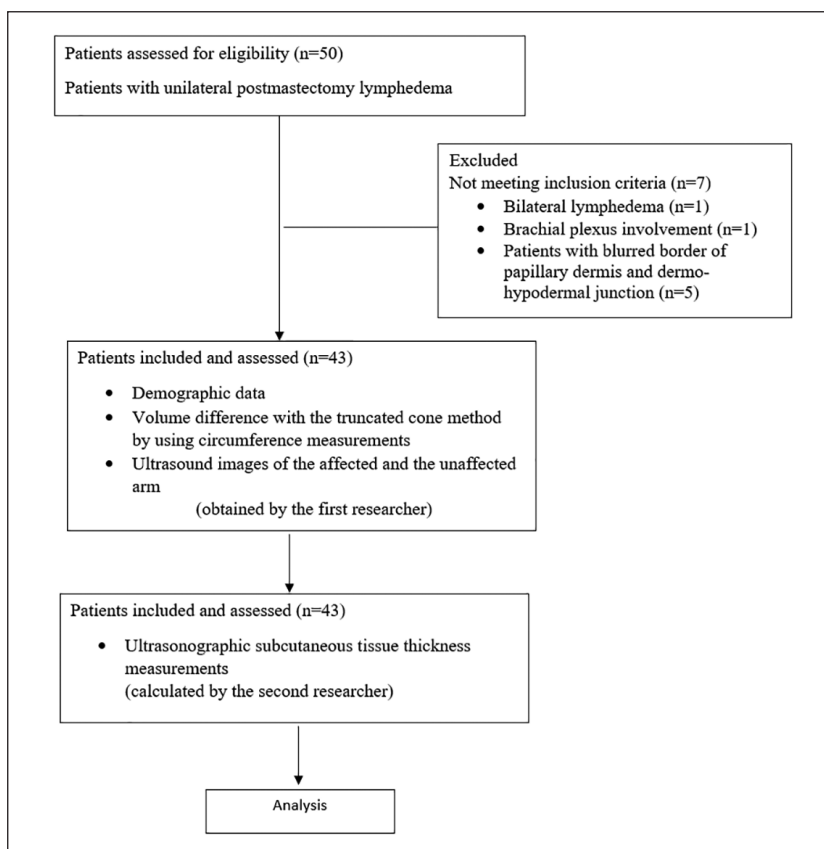 Patients assessed for eligibility (n=50)
Patients with unilateral postmastectomy lymphedema
Excluded
Not meeting inclusion criteria (n=7)
• Bilateral lymphedema (n=1)
• Brachial plexus involvement (n=1)
• Patients with blurred border of
papillary dermis and dermo-
hypodermal junction (n=5)
Patients included and assessed (n=43)
• Demographic data
• Volume difference with the truncated cone method
by using circumference measurements
• Ultrasound images of the affected and the unaffected
arm
(obtained by the first researcher)
Patients included and assessed (n=43)
• Ultrasonographic subcutaneous tissue thickness
measurements
(calculated by the second researcher)
Analysis